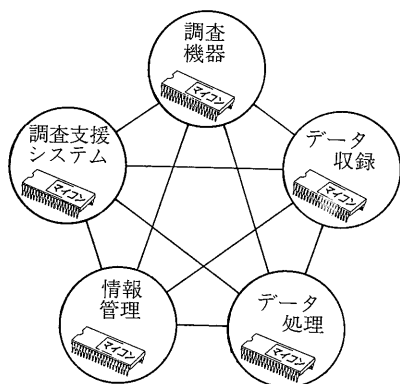 調査
機器
マイコン
調査支援
システム
マイコン
データ
収録
マイコン
情報
管理
マイコン
データ
処理
マイコン